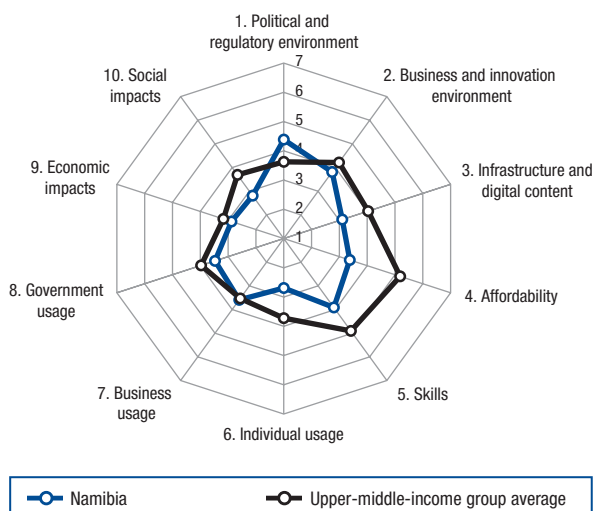 1. Political and
regulatory environment
2. Business and innovation
environment
3. Infrastructure and
digital content
4. Affordability
5. Skills
6. Individual usage
7. Business
usage
8. Government
usage
9. Economic
impacts
10. Social
impacts
7
6
5
4
3
2
1
Namibia
Upper-middle-income group average